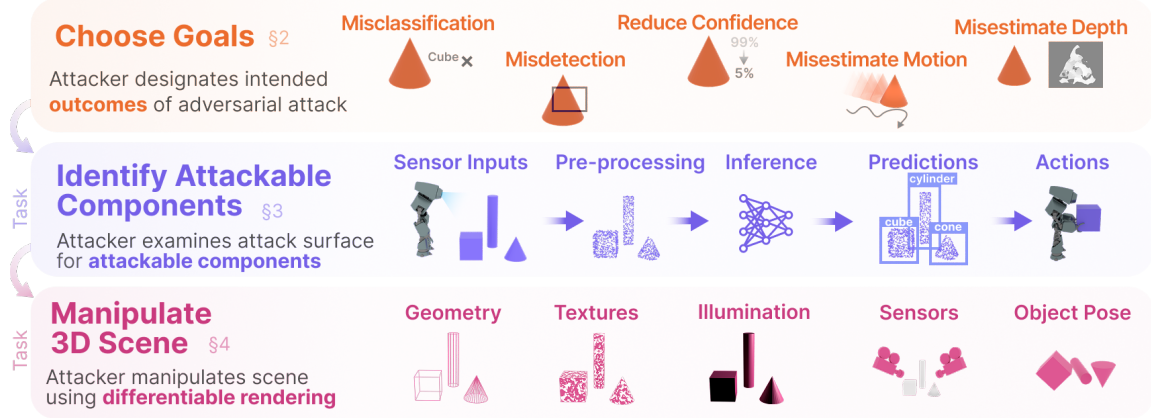 Choose Goals §2
Attacker designates intended
outcomes of adversarial attack
Misclassification
Cube ×
Misdetection
Reduce Confidence
99%
5%
Misestimate Motion
Misestimate Depth
Task
Identify Attackable
Components §3
Attacker examines attack surface
for attackable components
Sensor Inputs
Pre-processing
Inference
Predictions
cylinder
cube
cone
Actions
Task
Manipulate
3D Scene §4
Attacker manipulates scene
using differentiable rendering
Geometry
Textures
Illumination
Sensors
Object Pose